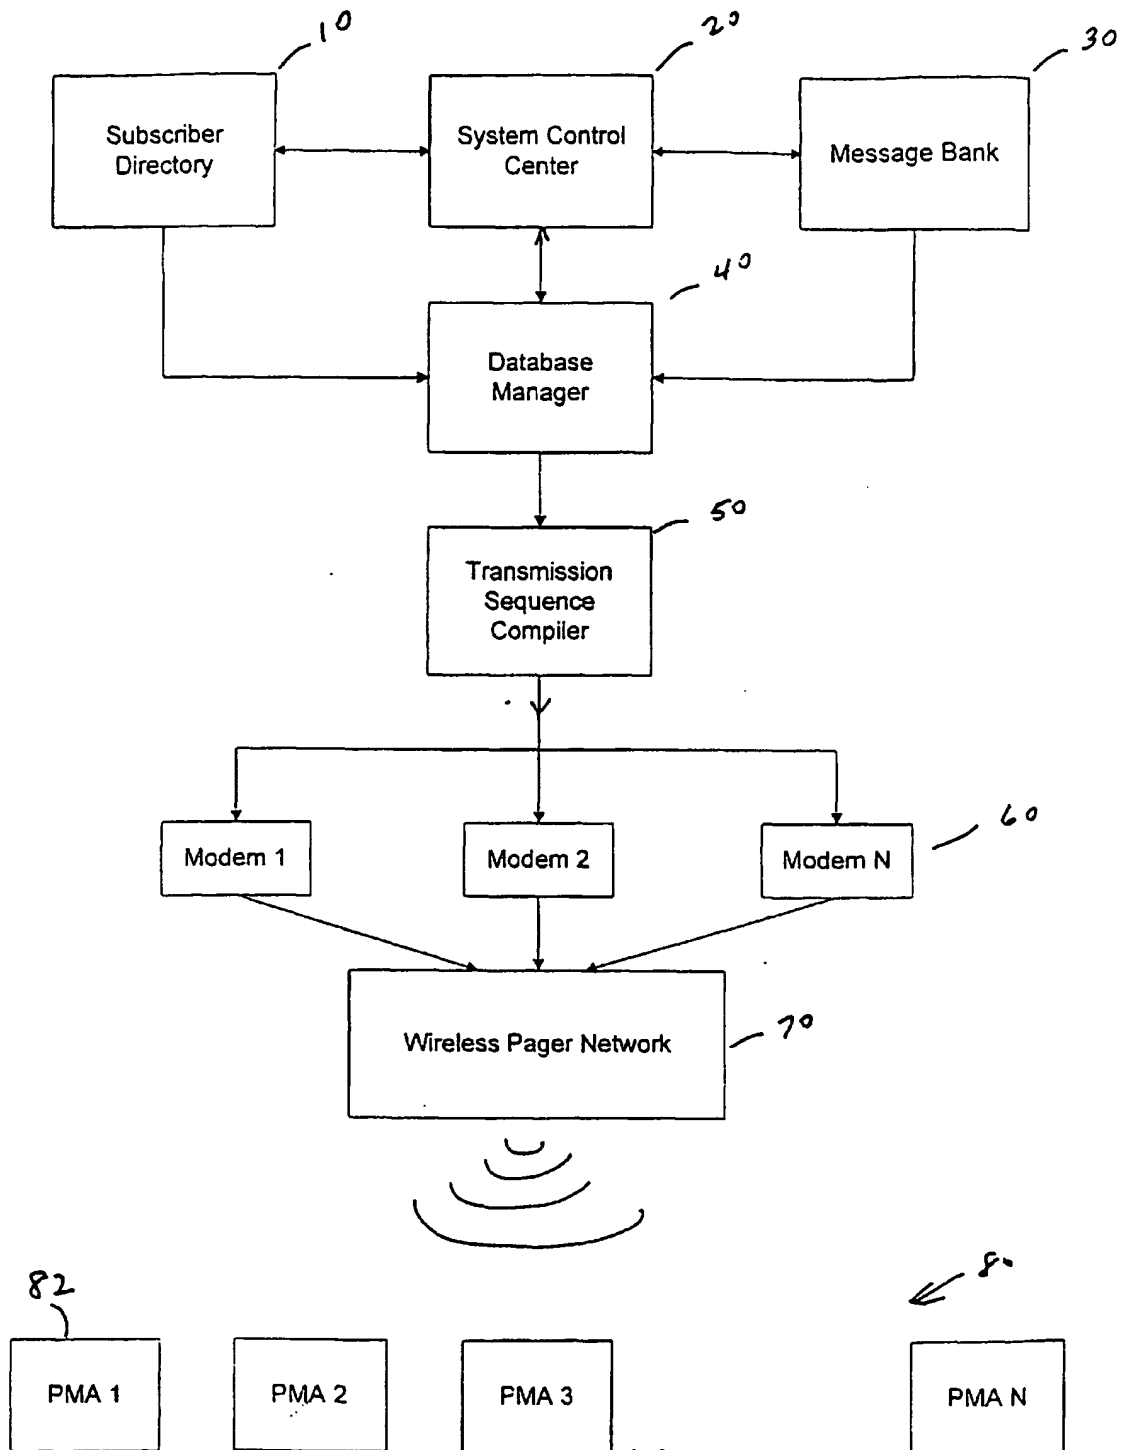 10
20
30
Subscriber
Directory
System Control
Center
Message Bank
40
Database
Manager
50
Transmission
Sequence
Compiler
60
Modem 1
Modem 2
Modem N
Wireless Pager Network
70
80
82
PMA 1
PMA 2
PMA 3
PMA N